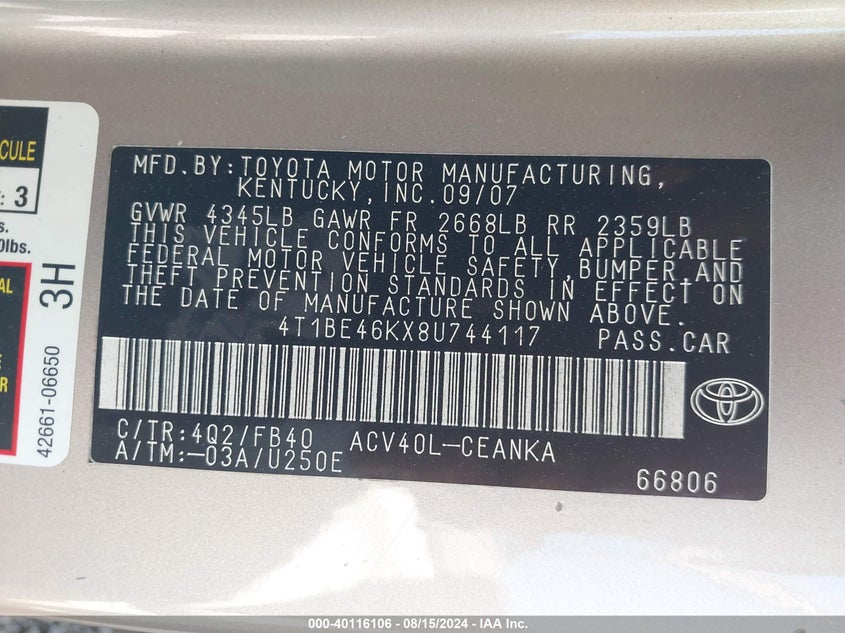 CULE
: 3
s.
0lbs.
AL
E
R
3H
42661-06650
MFD.BY:TOYOTA MOTOR MANUFACTURING,
KENTUCKY,INC.09/07
GVWR 4345LB GAWR FR 2668LB RR 2359LB
THIS VEHICLE CONFORMS TO ALL APPLICABLE
FEDERAL MOTOR VEHICLE SAFETY,BUMPER,AND
THEFT PREVENTION STANDARDS IN EFFECT ON
THE DATE OF MANUFACTURE SHOWN ABOVE.
4T1BE46KX8U744117 PASS.CAR
C/TR:4Q2/FB40 ACV40L-CEANKA
A/TM:-03A/U250E
66806
000-40116106 - 08/15/2024 - IAA Inc.